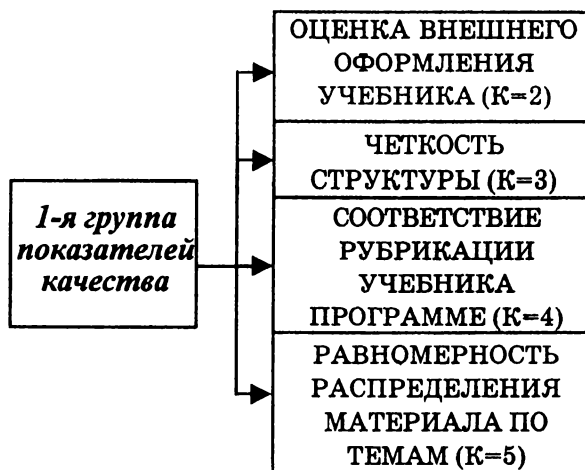 ОЦЕНКА ВНЕШНЕГО
ОФОРМЛЕНИЯ
УЧЕБНИКА (К=2)
ЧЕТКОСТЬ
СТРУКТУРЫ (К=3)
1-я группа
показателей
качества
СООТВЕТСТВИЕ
РУБРИКАЦИИ
УЧЕБНИКА
ПРОГРАММЕ (К=4)
РАВНОМЕРНОСТЬ
РАСПРЕДЕЛЕНИЯ
МАТЕРИАЛА ПО
ТЕМАМ (К=5)